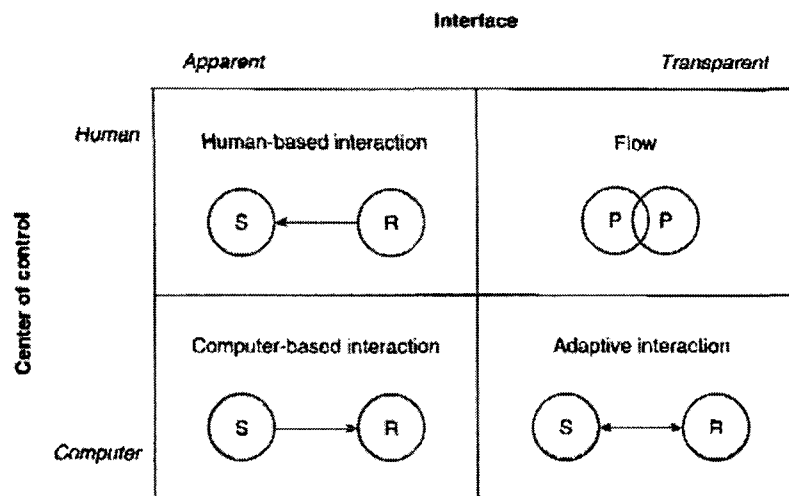 Interface
Apparent Transparent
Human
Human-based interaction Flow
S R P P
Center of control
Computer-based interaction Adaptive interaction
S R S R
Computer